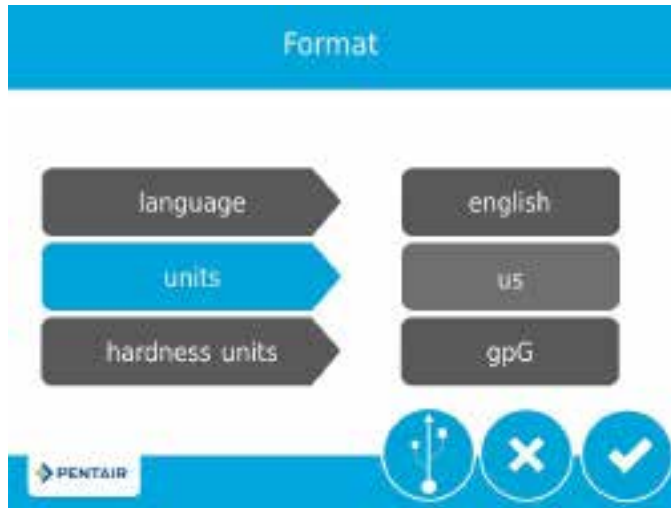 Format
language
english
units
us
hardness units
gpG
PENTAIR